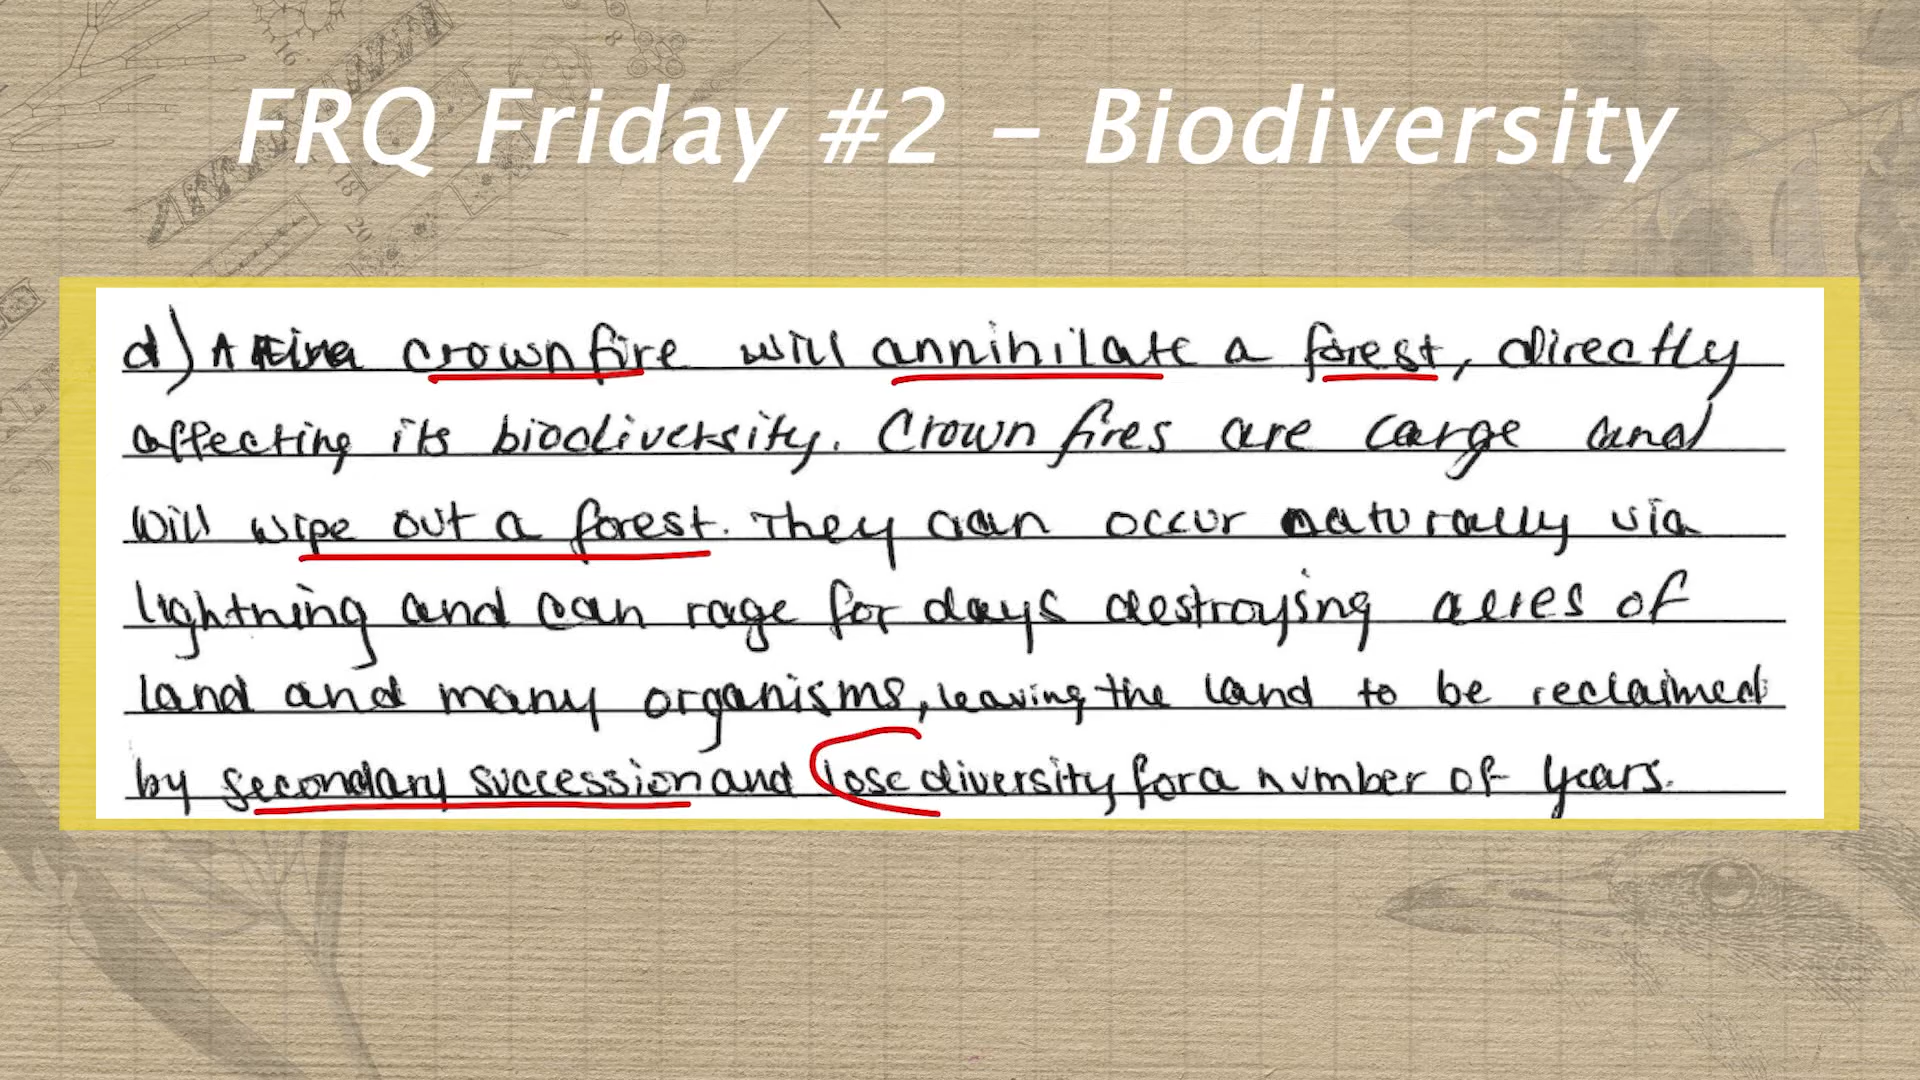 FRQ Friday #2 – Biodiversity
d) A crown fire will annihilate a forest, directly
affecting its biodiversity. Crown fires are large and
will wipe out a forest. They can occur naturally via
lightning and can rage for days destroying acres of
land and many organisms, leaving the land to be reclaimed
by secondary succession and lose diversity for a number of years.